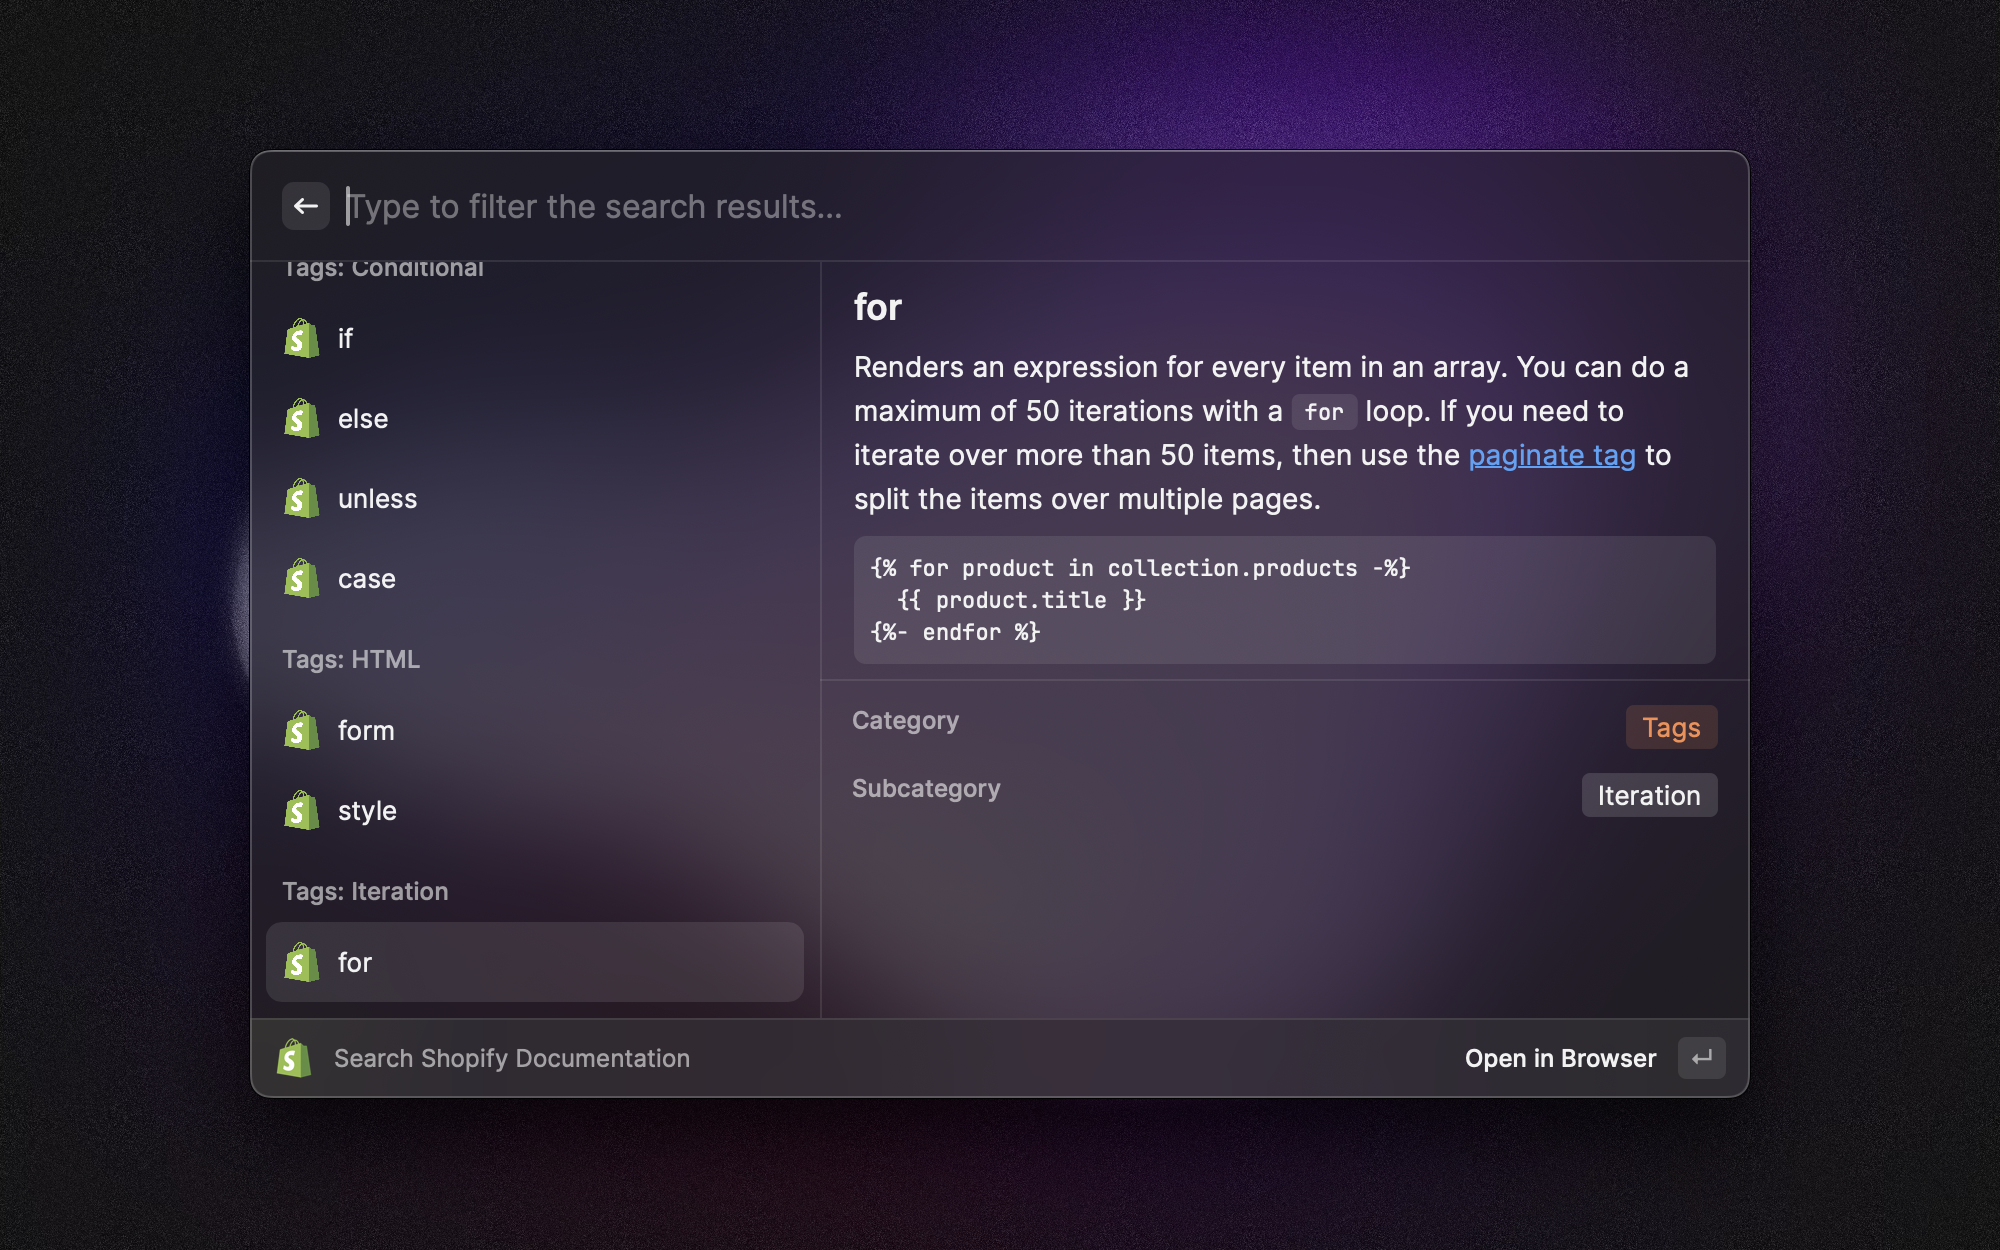 Type to filter the search results...
Tags: Conditional
if
else
unless
case
Tags: HTML
form
style
Tags: Iteration
for
for
Renders an expression for every item in an array. You can do a
maximum of 50 iterations with a for loop. If you need to
iterate over more than 50 items, then use the paginate tag to
split the items over multiple pages.
{% for product in collection.products -%}
  {{ product.title }}
{%- endfor %}
Category
Tags
Subcategory
Iteration
Search Shopify Documentation
Open in Browser